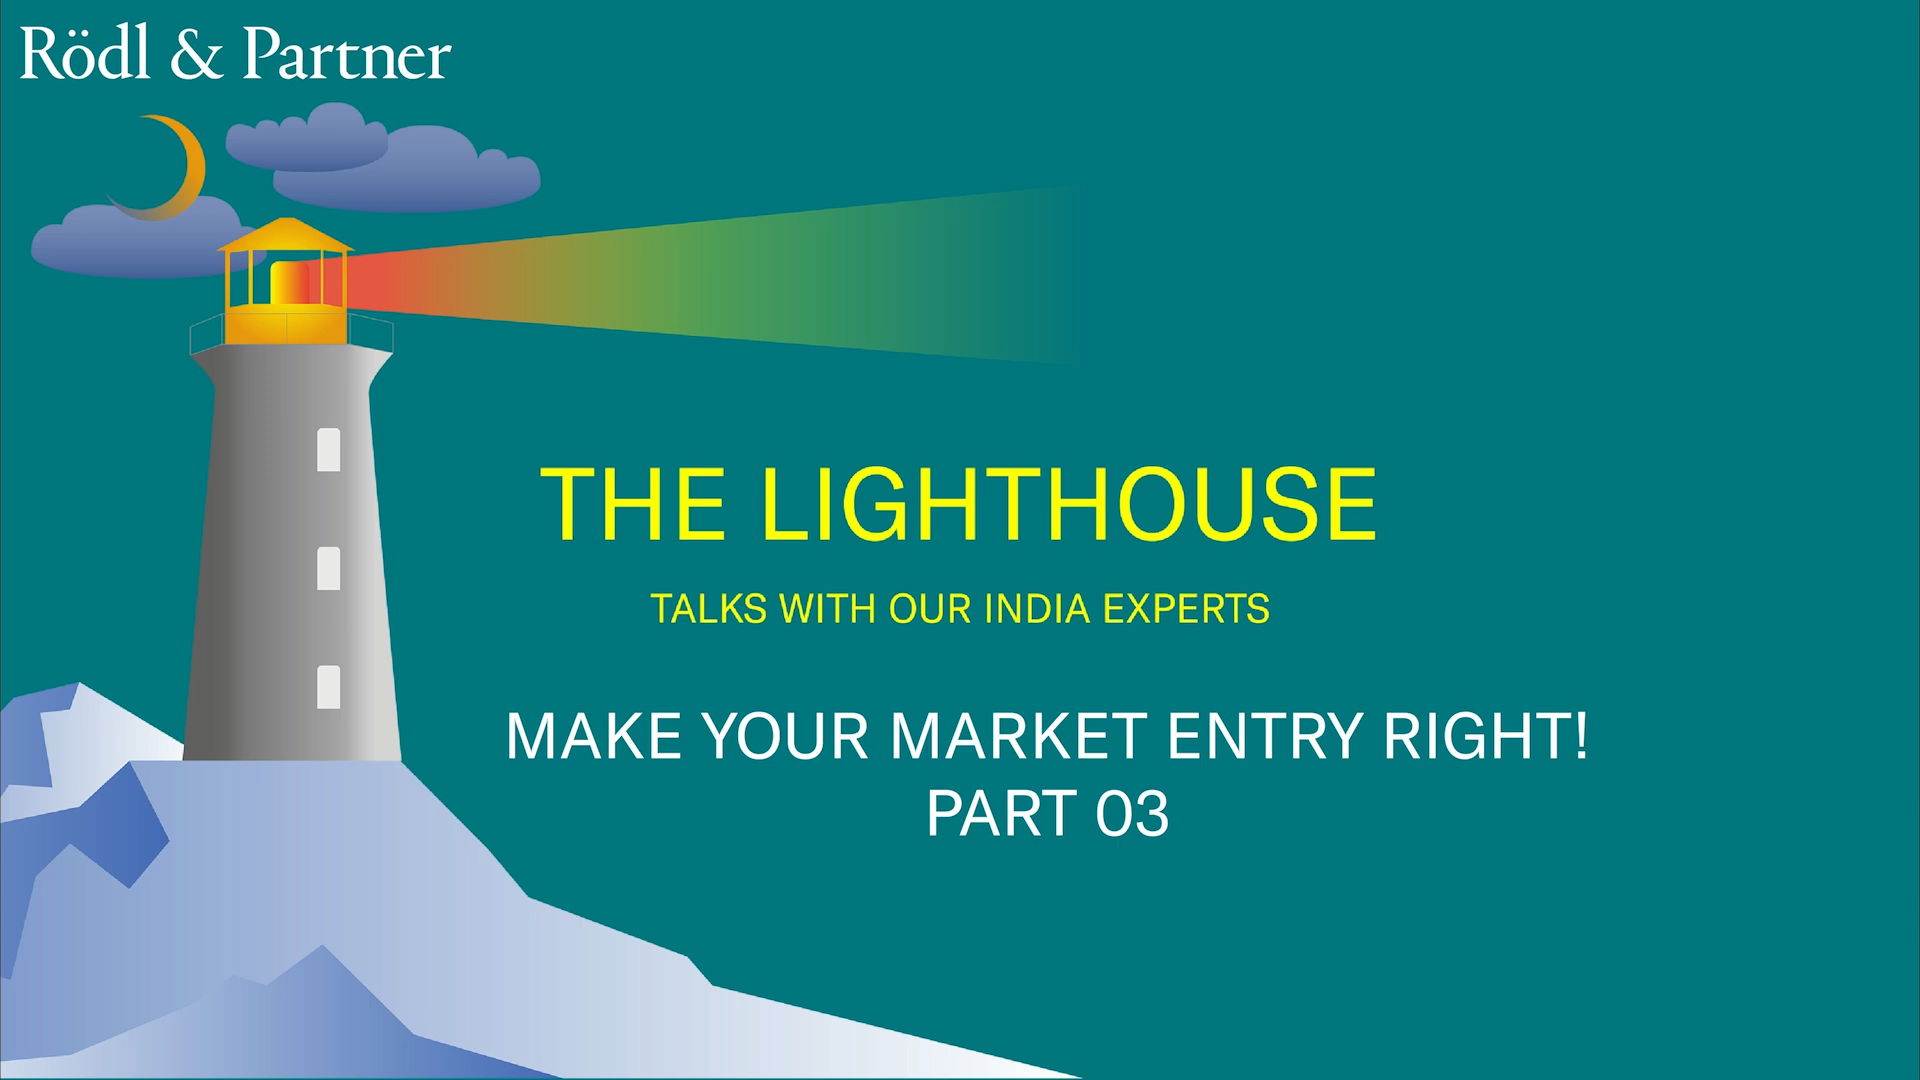 Rödl & Partner
THE LIGHTHOUSE
TALKS WITH OUR INDIA EXPERTS
MAKE YOUR MARKET ENTRY RIGHT!
PART 03